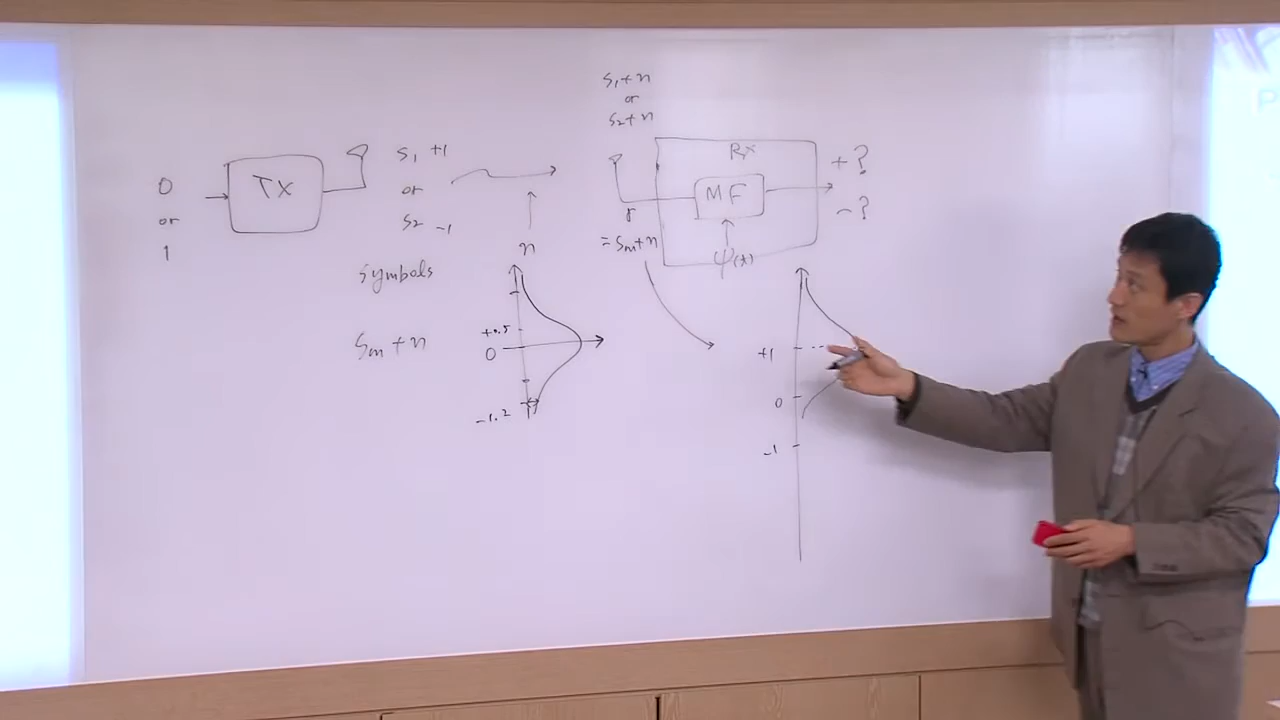 0
or
1
TX
s₁ +1
or
s₂ -1
symbols
sₘ+n
n
+0.5
0
-1.2
s₁+n
or
s₂+n
r
=sₘ+n
Rx
MF
ψ(t)
+?
-?
+1
0
-1
P